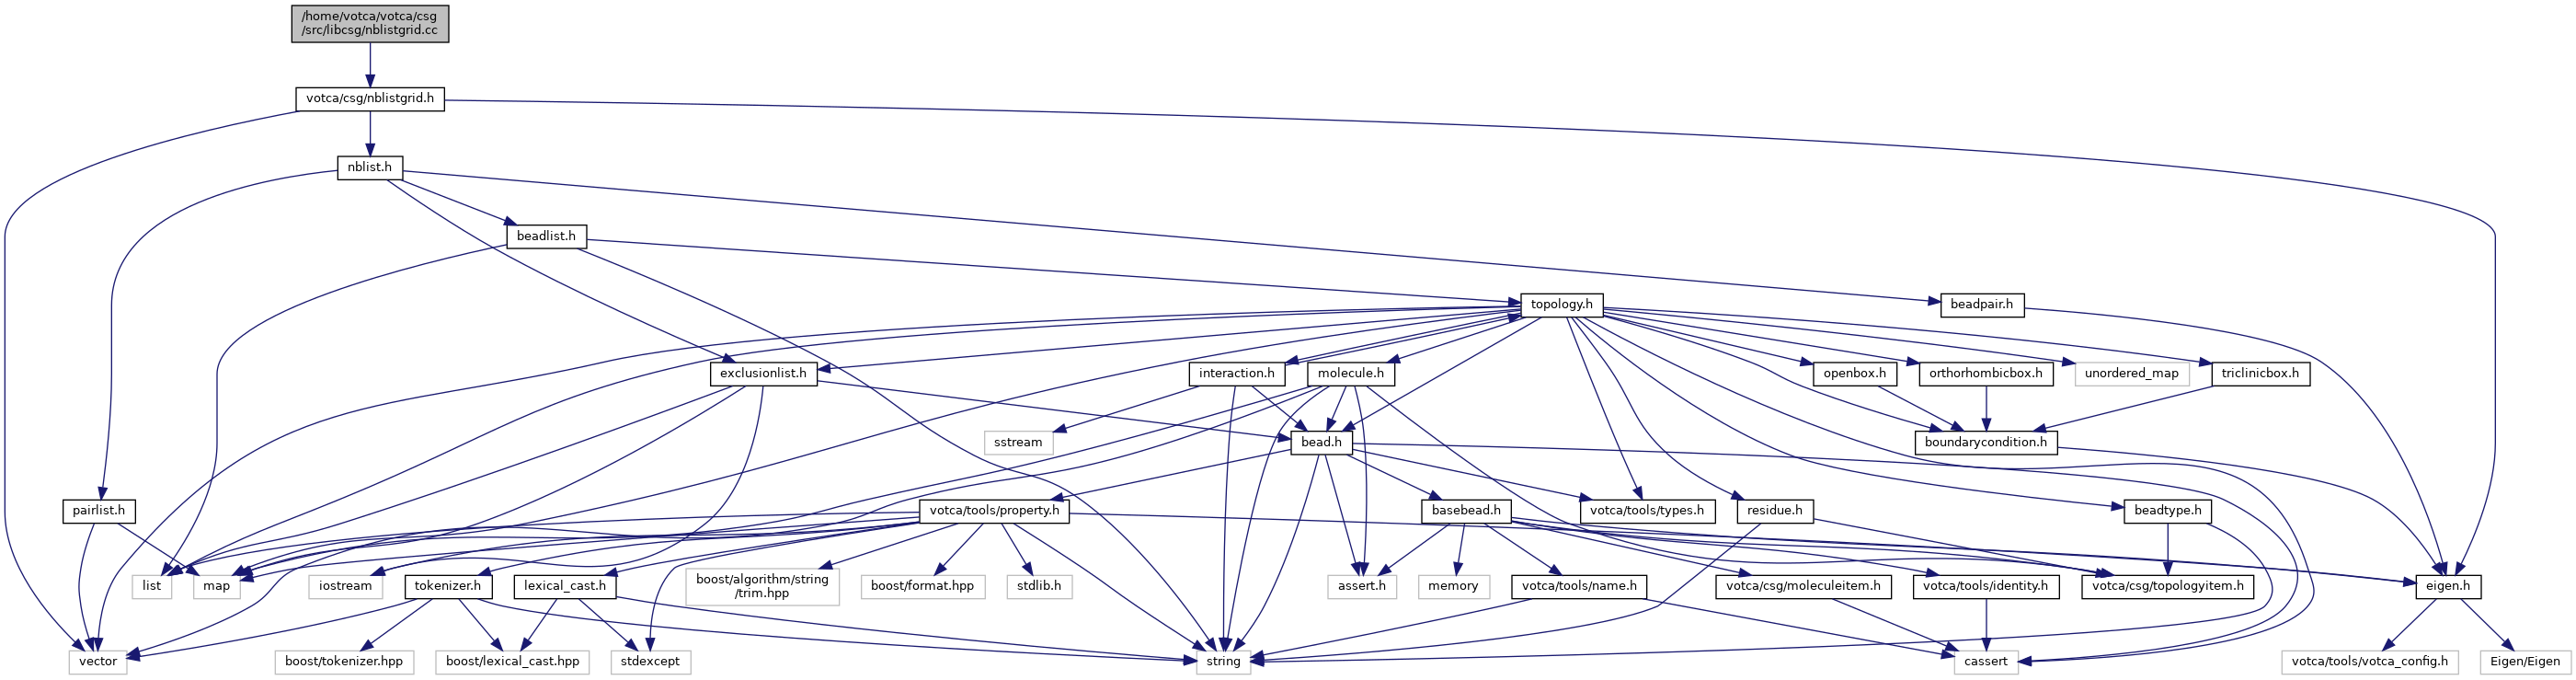 /home/votca/votca/csg
/src/libcsg/nblistgrid.cc
votca/csg/nblistgrid.h
nblist.h
beadlist.h
topology.h
beadpair.h
exclusionlist.h
interaction.h
molecule.h
openbox.h
orthorhombicbox.h
unordered_map
triclinicbox.h
sstream
bead.h
boundarycondition.h
pairlist.h
votca/tools/property.h
basebead.h
votca/tools/types.h
residue.h
beadtype.h
list
map
iostream
tokenizer.h
lexical_cast.h
boost/algorithm/string
/trim.hpp
boost/format.hpp
stdlib.h
assert.h
memory
votca/tools/name.h
votca/csg/moleculeitem.h
votca/tools/identity.h
votca/csg/topologyitem.h
eigen.h
vector
boost/tokenizer.hpp
boost/lexical_cast.hpp
stdexcept
string
cassert
votca/tools/votca_config.h
Eigen/Eigen